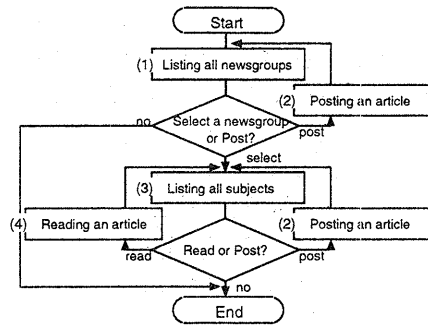 Start
(1) Listing all newsgroups
(2) Posting an article
no
Select a newsgroup
or Post?
post
select
(3) Listing all subjects
(4) Reading an article
(2) Posting an article
read
Read or Post?
post
no
End